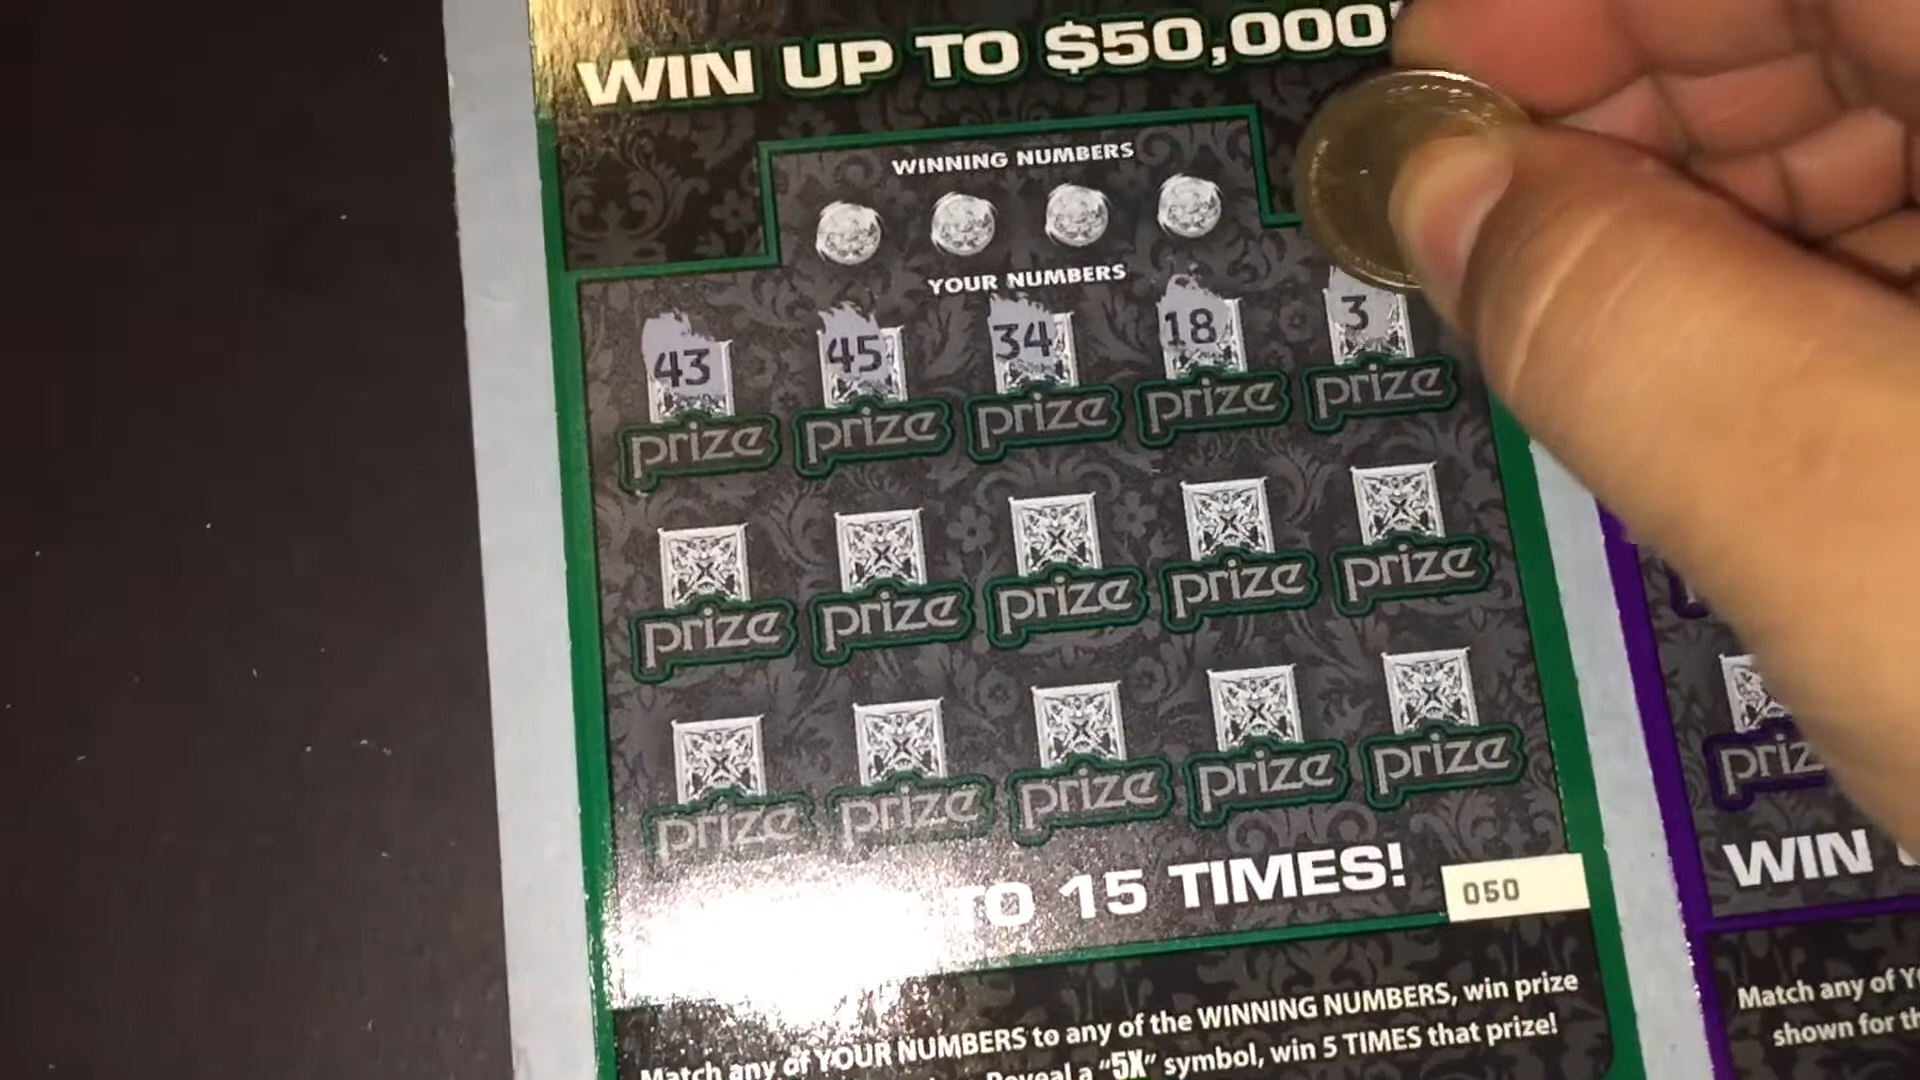 WIN UP TO $50,000
WINNING NUMBERS
YOUR NUMBERS
43 45 34 18 3
prize prize prize prize prize
prize prize prize prize prize
prize prize prize prize prize
TO 15 TIMES!
050
Match any of YOUR NUMBERS to any of the WINNING NUMBERS, win prize
Reveal a "5X" symbol, win 5 TIMES that prize!
WIN
Match any of
shown for